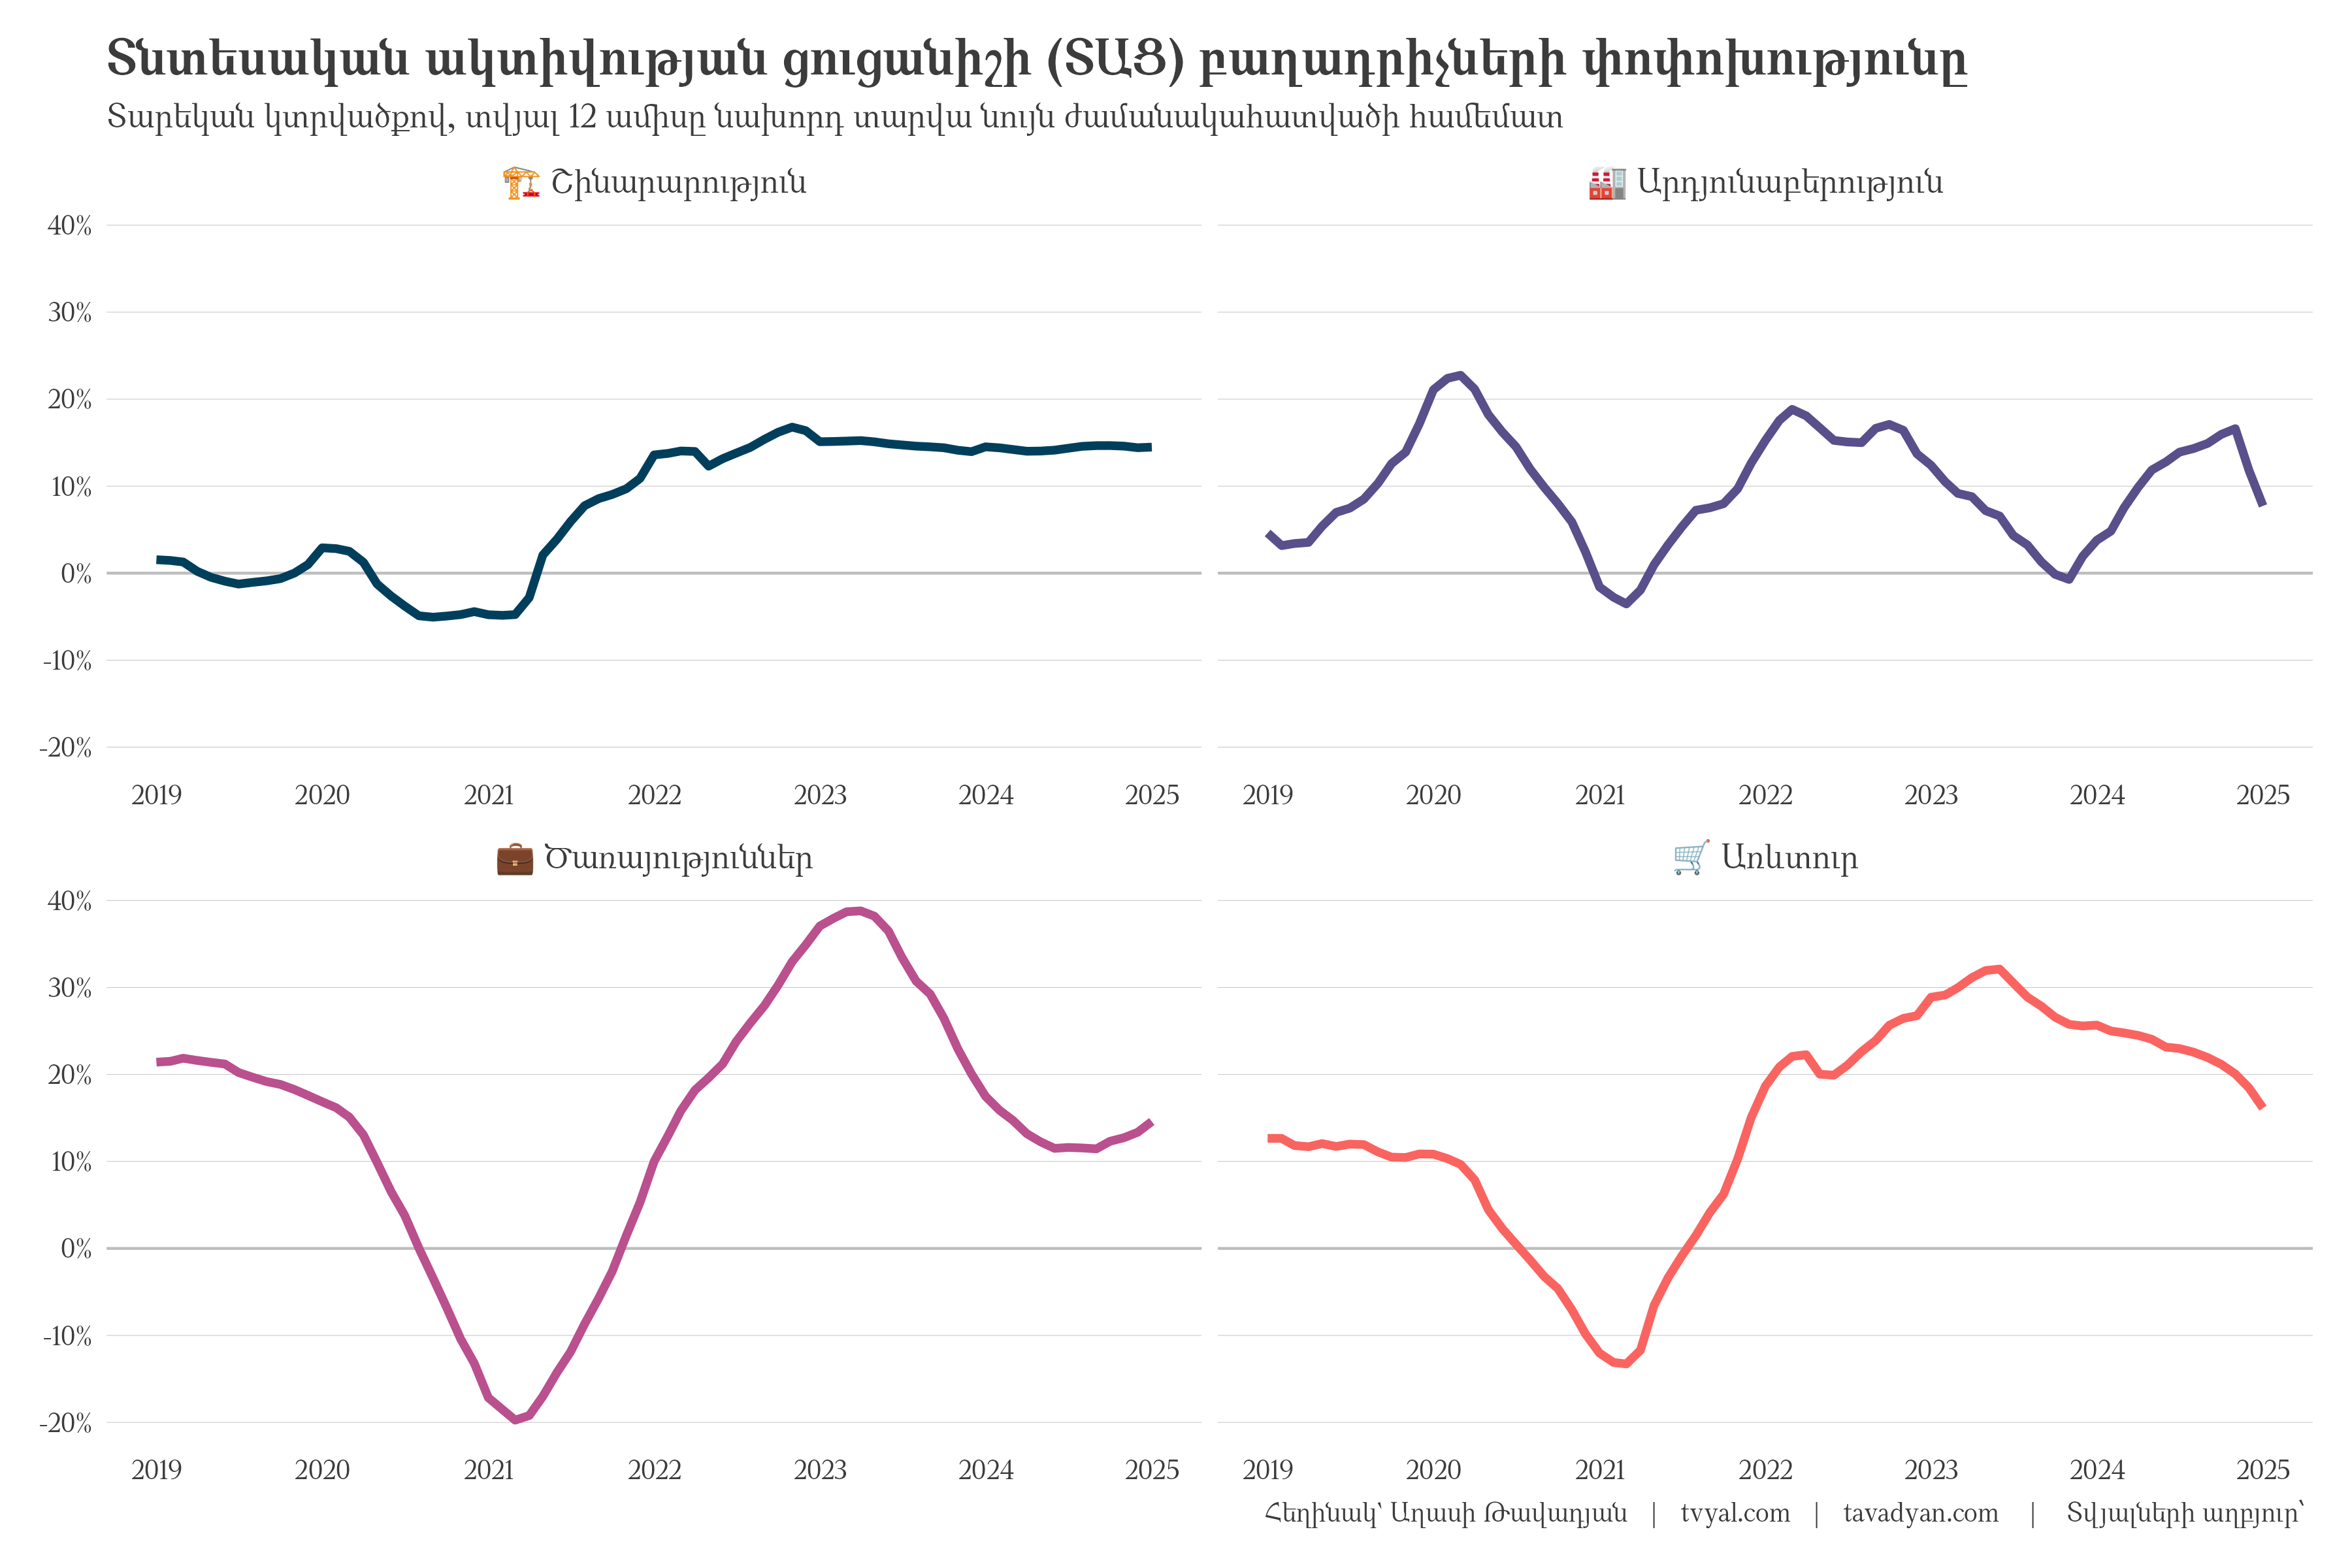 Տնտեսական ակտիվության ցուցանիշի (ՏԱՑ) բաղադրիչների փոփոխությունը
Տարեկան կտրվածքով, տվյալ 12 ամիսը նախորդ տարվա նույն ժամանակահատվածի համեմատ
🏗️ Շինարարություն
40%
30%
20%
10%
0%
-10%
-20%
2019 2020 2021 2022 2023 2024 2025
🏭 Արդյունաբերություն
2019 2020 2021 2022 2023 2024 2025
💼 Ծառայություններ
40%
30%
20%
10%
0%
-10%
-20%
2019 2020 2021 2022 2023 2024 2025
🛒 Առևտուր
2019 2020 2021 2022 2023 2024 2025
Հեղինակ՝ Աղասի Թավադյան | tvyal.com | tavadyan.com | Տվյալների աղբյուր՝